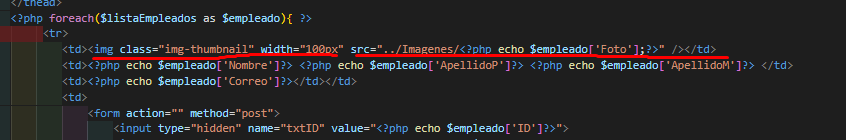 </thead>
<?php foreach($listaEmpleados as $empleado){ ?>
<tr>
<td><img class="img-thumbnail" width="100px" src="../Imagenes/<?php echo $empleado['Foto'];?>" /></td>
<td><?php echo $empleado['Nombre']?> <?php echo $empleado['ApellidoP']?> <?php echo $empleado['ApellidoM']?> </td>
<td><?php echo $empleado['Correo']?></td></td>
<td>
<form action="" method="post">
<input type="hidden" name="txtID" value="<?php echo $empleado['ID']?>">